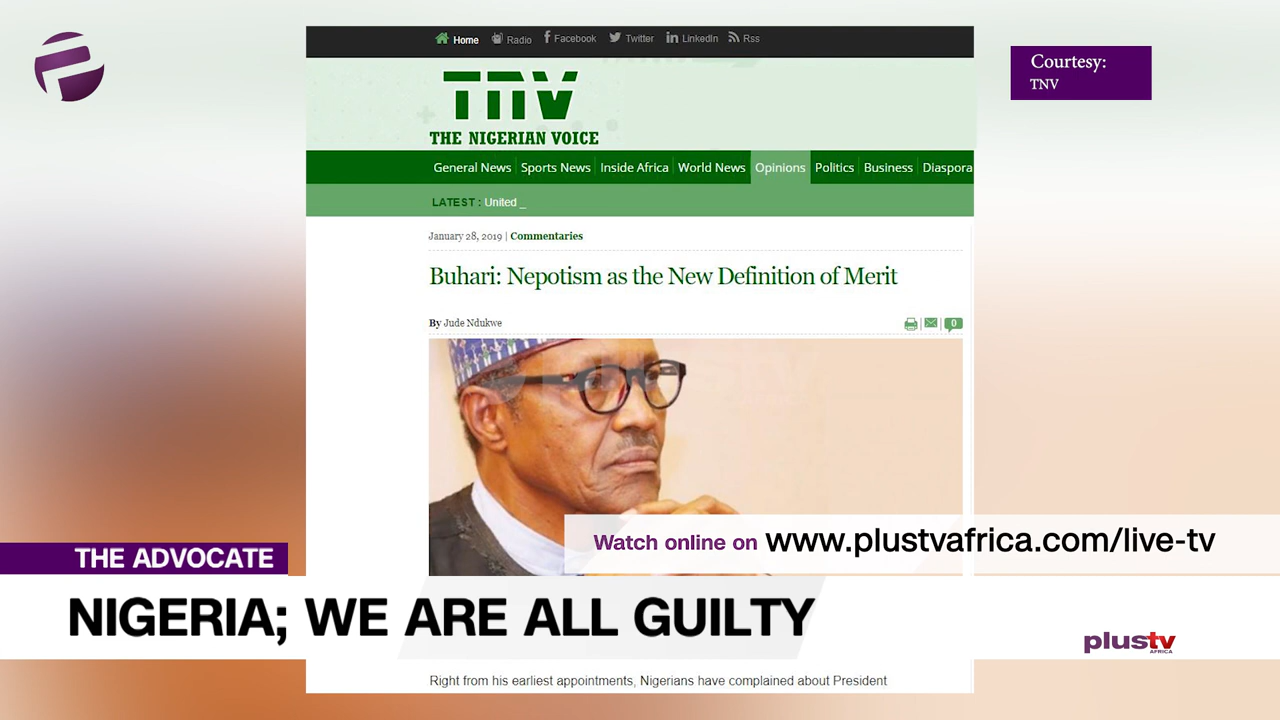 Home Radio Facebook Twitter LinkedIn Rss
Courtesy:
TNV
TNV
THE NIGERIAN VOICE
General News Sports News Inside Africa World News Opinions Politics Business Diaspora
LATEST : United _
January 28, 2019 | Commentaries
Buhari: Nepotism as the New Definition of Merit
By Jude Ndukwe
0
Watch online on www.plustvafrica.com/live-tv
THE ADVOCATE
NIGERIA; WE ARE ALL GUILTY
plustv
AFRICA
Right from his earliest appointments, Nigerians have complained about President